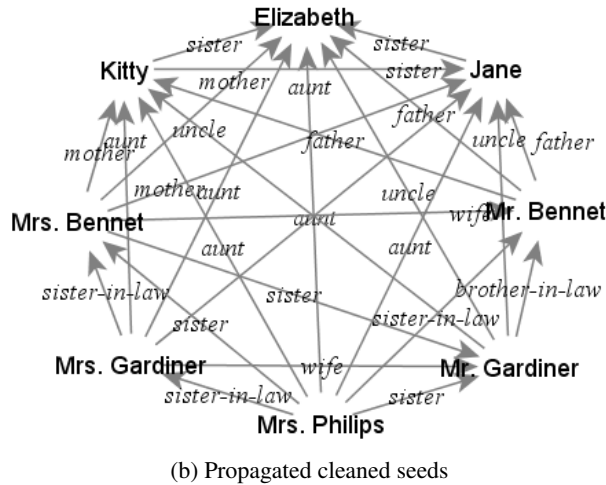 Elizabeth
sister
sister
Kitty
mother
aunt
sister
Jane
aunt
uncle
father
father
uncle
father
mother
mother
aunt
uncle
Mrs. Bennet
aunt
wife
Mr. Bennet
aunt
aunt
sister-in-law
sister
brother-in-law
sister
sister-in-law
Mrs. Gardiner
wife
Mr. Gardiner
sister-in-law
sister
Mrs. Philips
(b) Propagated cleaned seeds